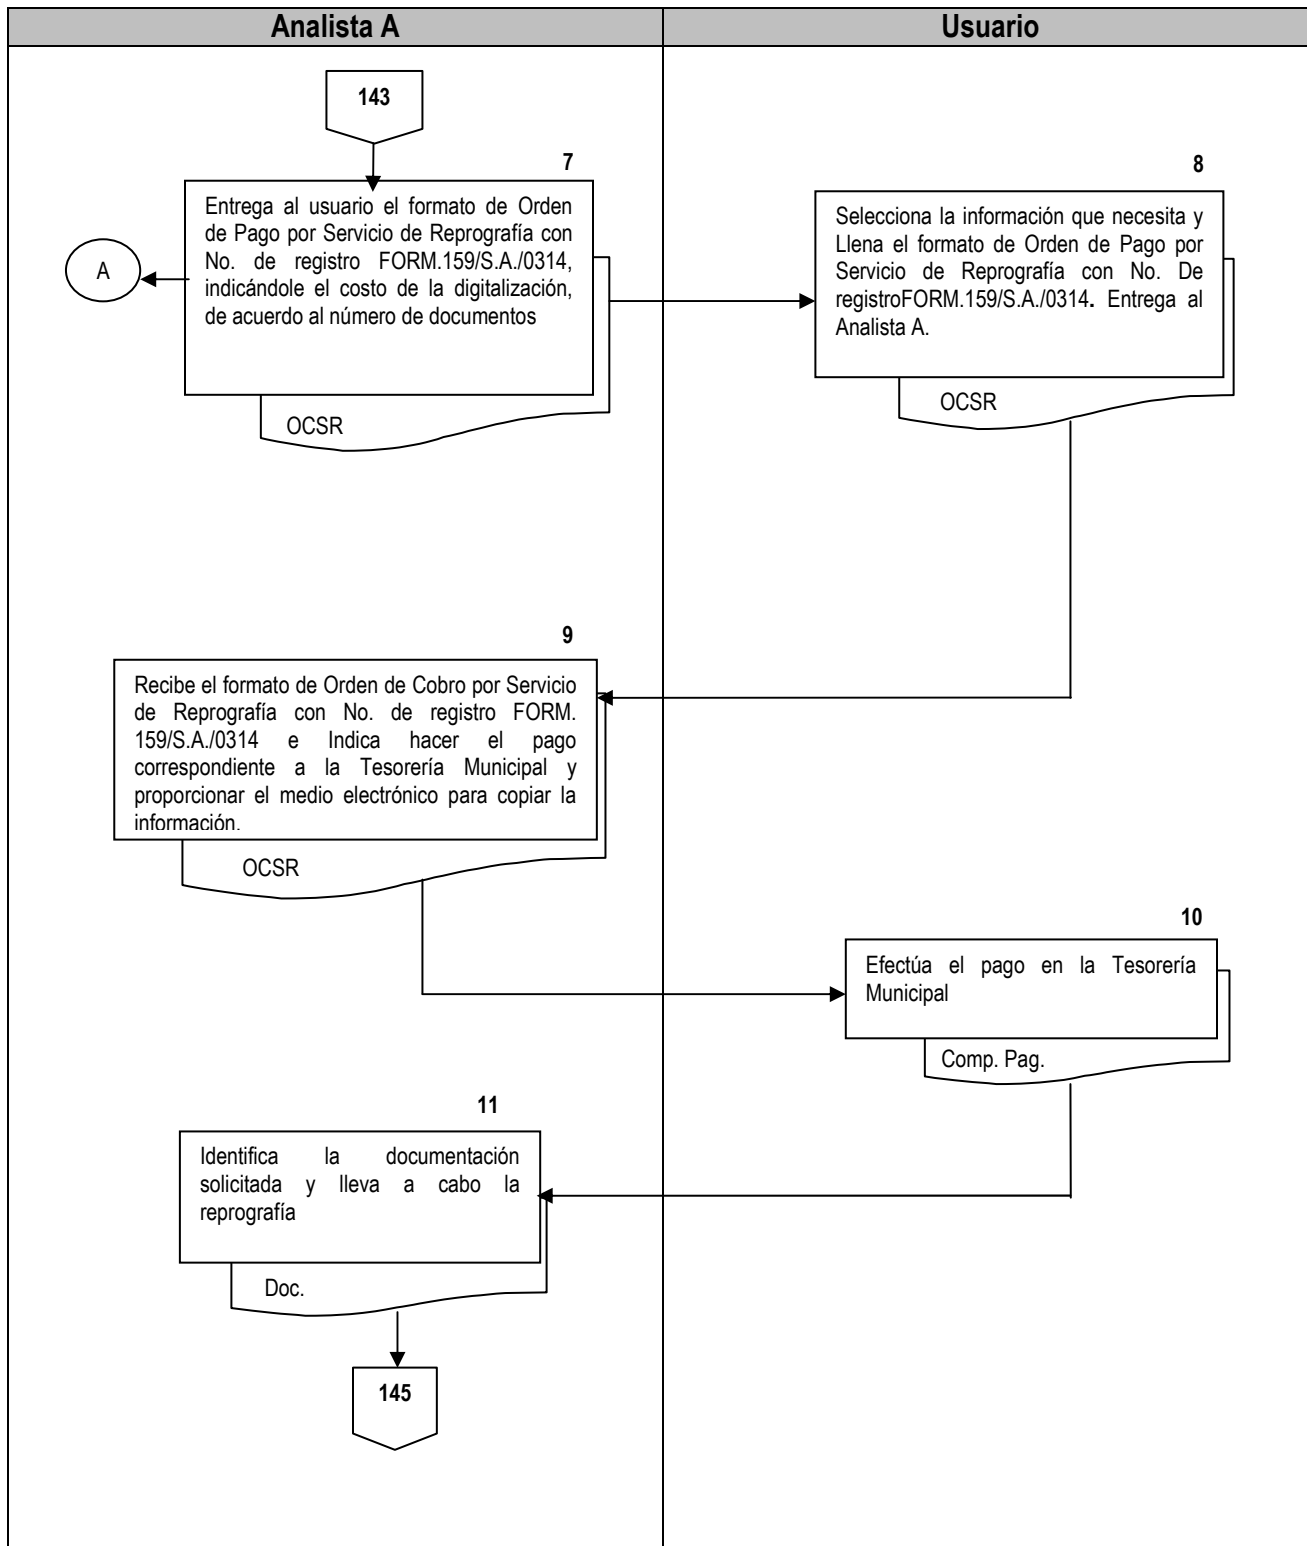 Analista A
Usuario
143
7
Entrega al usuario el formato de Orden
de Pago por Servicio de Reprografía con
No. de registro FORM.159/S.A./0314,
indicándole el costo de la digitalización,
de acuerdo al número de documentos
A
OCSR
8
Selecciona la información que necesita y
Llena el formato de Orden de Pago por
Servicio de Reprografía con No. De
registroFORM.159/S.A./0314. Entrega al
Analista A.
OCSR
9
Recibe el formato de Orden de Cobro por Servicio
de Reprografía con No. de registro FORM.
159/S.A./0314 e Indica hacer el pago
correspondiente a la Tesorería Municipal y
proporcionar el medio electrónico para copiar la
información.
OCSR
10
Efectúa el pago en la Tesorería
Municipal
Comp. Pag.
11
Identifica la documentación
solicitada y lleva a cabo la
reprografía
Doc.
145